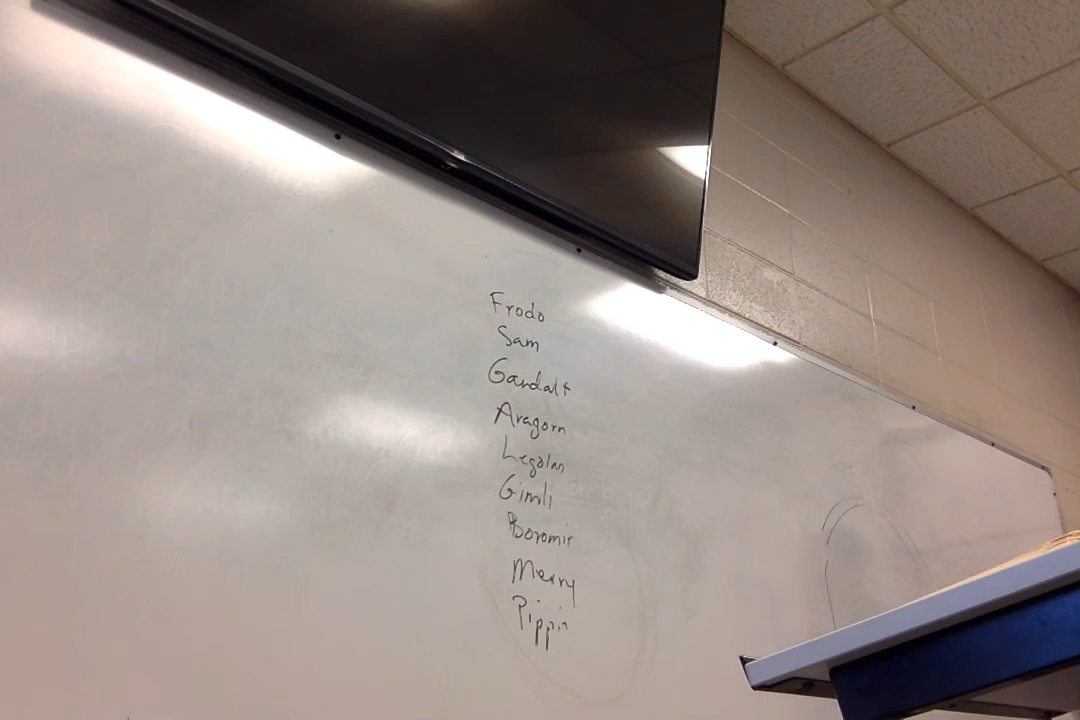 Frodo
Sam
Gandalf
Aragorn
Legolas
Gimli
Boromir
Merry
Pippin